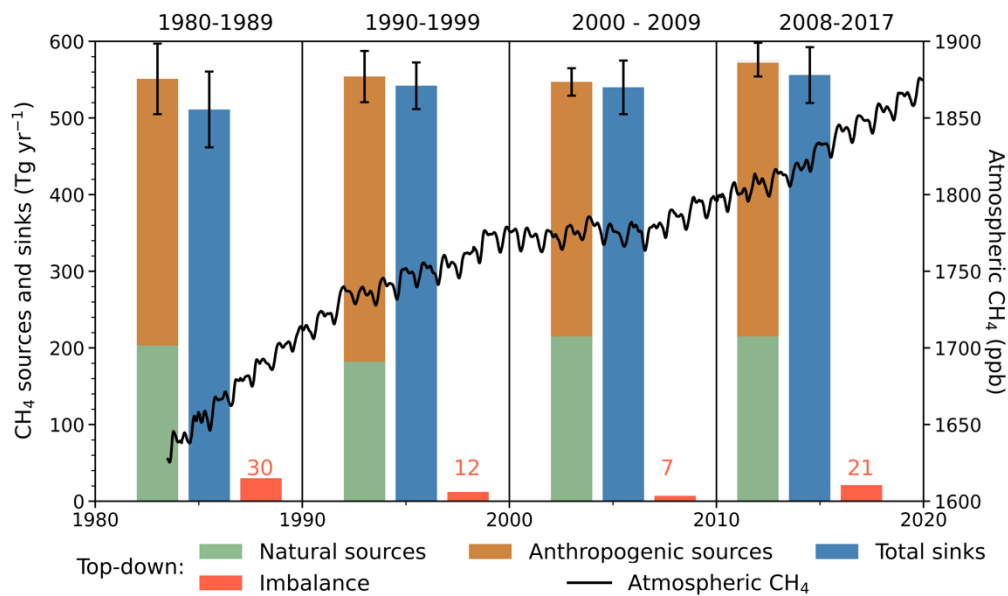 1980-1989 1990-1999 2000 - 2009 2008-2017
600 1900
500 1850
400 1800
300 1750
200 1700
100 1650
0 1600
30 12 7 21
CH₄ sources and sinks (Tg yr⁻¹)
Atmospheric CH₄ (ppb)
1980 1990 2000 2010 2020
Top-down:
Natural sources Anthropogenic sources Total sinks
Imbalance Atmospheric CH₄